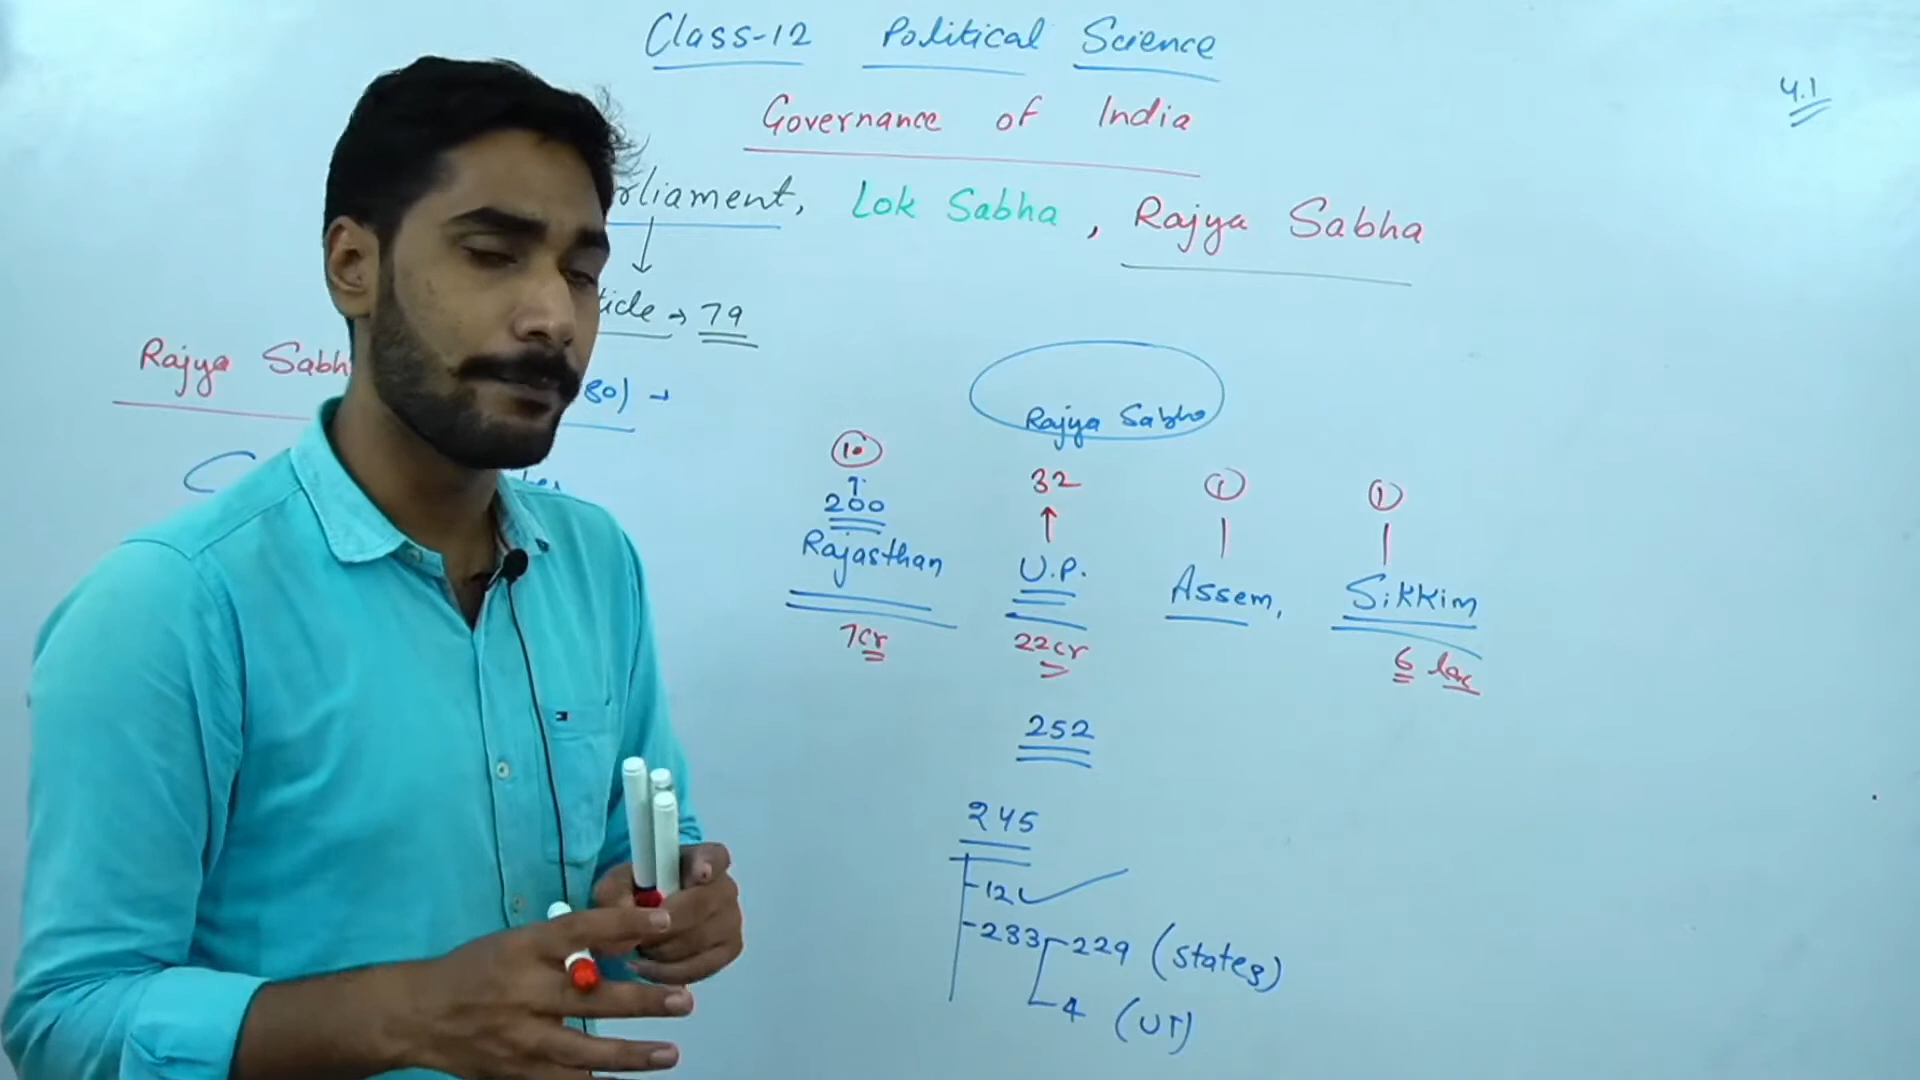 Class-12 Political Science
4.1
Governance of India
rliament, Lok Sabha, Rajya Sabha
ticle → 79
Rajya Sabh 80) →
Rajya Sabha
10 32 1 1
200
Rajasthan U.P. Assem, Sikkim
7cr 22cr 6 lac
252
245
-12
-233 -229 (states)
4 (UT)